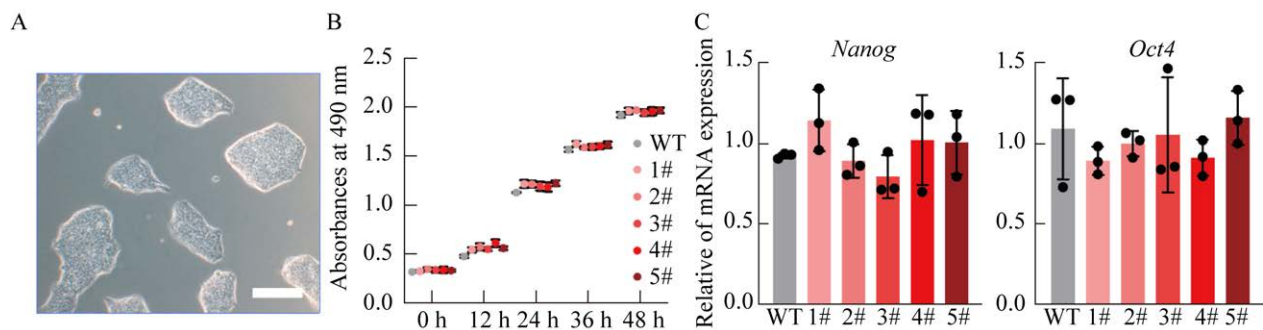 A
B
Absorbances at 490 nm
2.5
2.0
1.5
1.0
0.5
0.0
0 h 12 h 24 h 36 h 48 h
WT
1#
2#
3#
4#
5#
C
Relative of mRNA expression
Nanog
1.5
1.0
0.5
0.0
WT 1# 2# 3# 4# 5#
Oct4
1.5
1.0
0.5
0.0
WT 1# 2# 3# 4# 5#